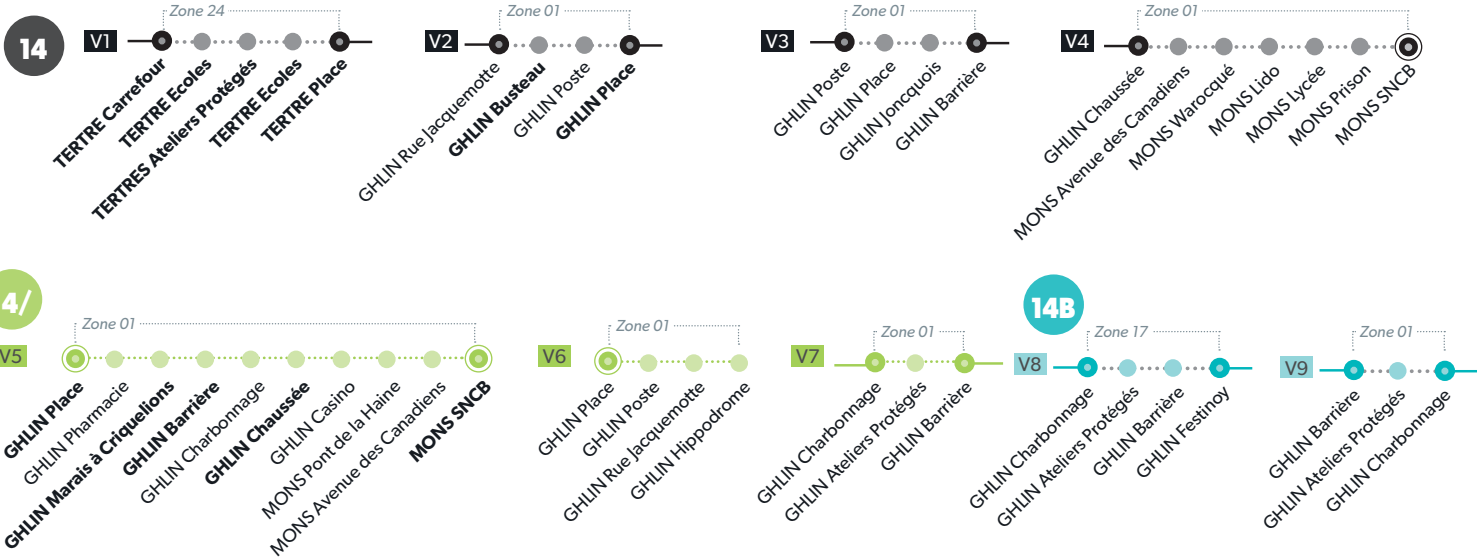 14
V1
Zone 24
TERTRE Carrefour
TERTRE Ecoles
TERTRES Ateliers Protégés
TERTRE Ecoles
TERTRE Place
V2
Zone 01
GHLIN Rue Jacquemotte
GHLIN Busteau
GHLIN Poste
GHLIN Place
V3
Zone 01
GHLIN Poste
GHLIN Place
GHLIN Joncquois
GHLIN Barrière
V4
Zone 01
GHLIN Chaussée
MONS Avenue des Canadiens
MONS Warocqué
MONS Lido
MONS Lycée
MONS Prison
MONS SNCB
4/
V5
Zone 01
GHLIN Place
GHLIN Pharmacie
GHLIN Marais à Criquelions
GHLIN Barrière
GHLIN Charbonnage
GHLIN Chaussée
GHLIN Casino
MONS Pont de la Haine
MONS Avenue des Canadiens
MONS SNCB
V6
Zone 01
GHLIN Place
GHLIN Poste
GHLIN Rue Jacquemotte
GHLIN Hippodrome
V7
Zone 01
GHLIN Charbonnage
GHLIN Ateliers Protégés
GHLIN Barrière
14B
V8
Zone 17
GHLIN Charbonnage
GHLIN Ateliers Protégés
GHLIN Barrière
GHLIN Festinoy
V9
Zone 01
GHLIN Barrière
GHLIN Ateliers Protégés
GHLIN Charbonnage